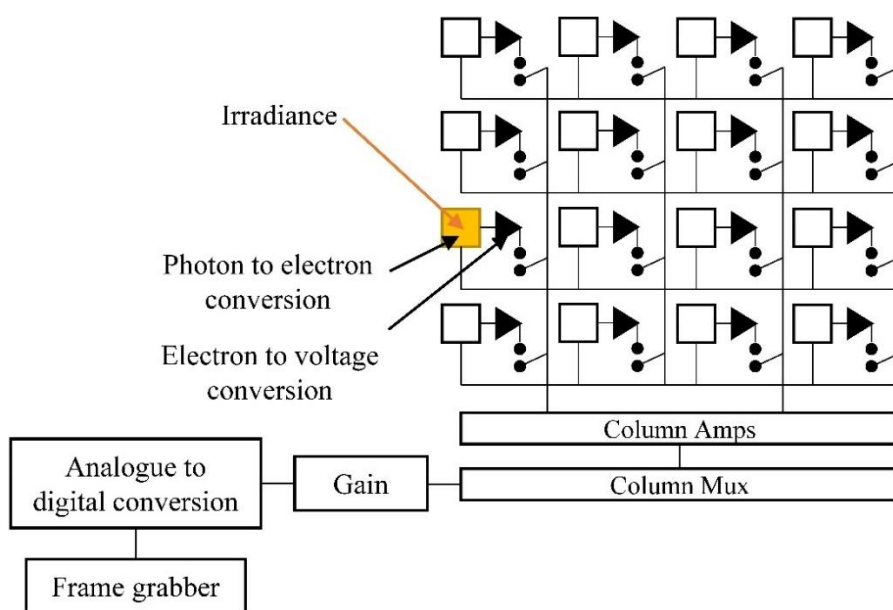 Irradiance
Photon to electron
conversion
Electron to voltage
conversion
Column Amps
Analogue to
digital conversion
Gain
Column Mux
Frame grabber